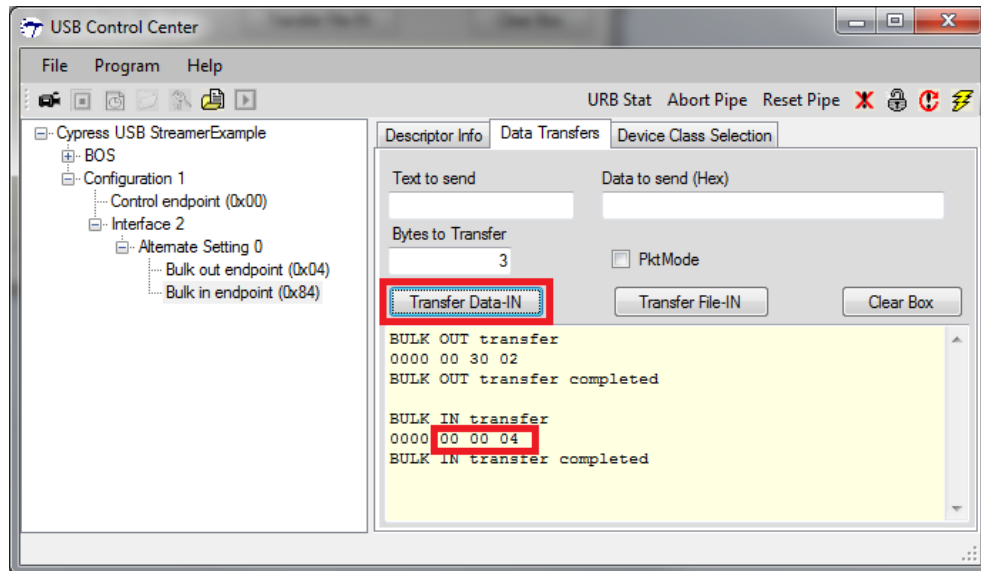 USB Control Center
File Program Help
URB Stat Abort Pipe Reset Pipe
Cypress USB StreamerExample
BOS
Configuration 1
Control endpoint (0x00)
Interface 2
Alternate Setting 0
Bulk out endpoint (0x04)
Bulk in endpoint (0x84)
Descriptor Info Data Transfers Device Class Selection
Text to send Data to send (Hex)
Bytes to Transfer
3 PktMode
Transfer Data-IN Transfer File-IN Clear Box
BULK OUT transfer
0000 00 30 02
BULK OUT transfer completed
BULK IN transfer
0000 00 00 04
BULK IN transfer completed